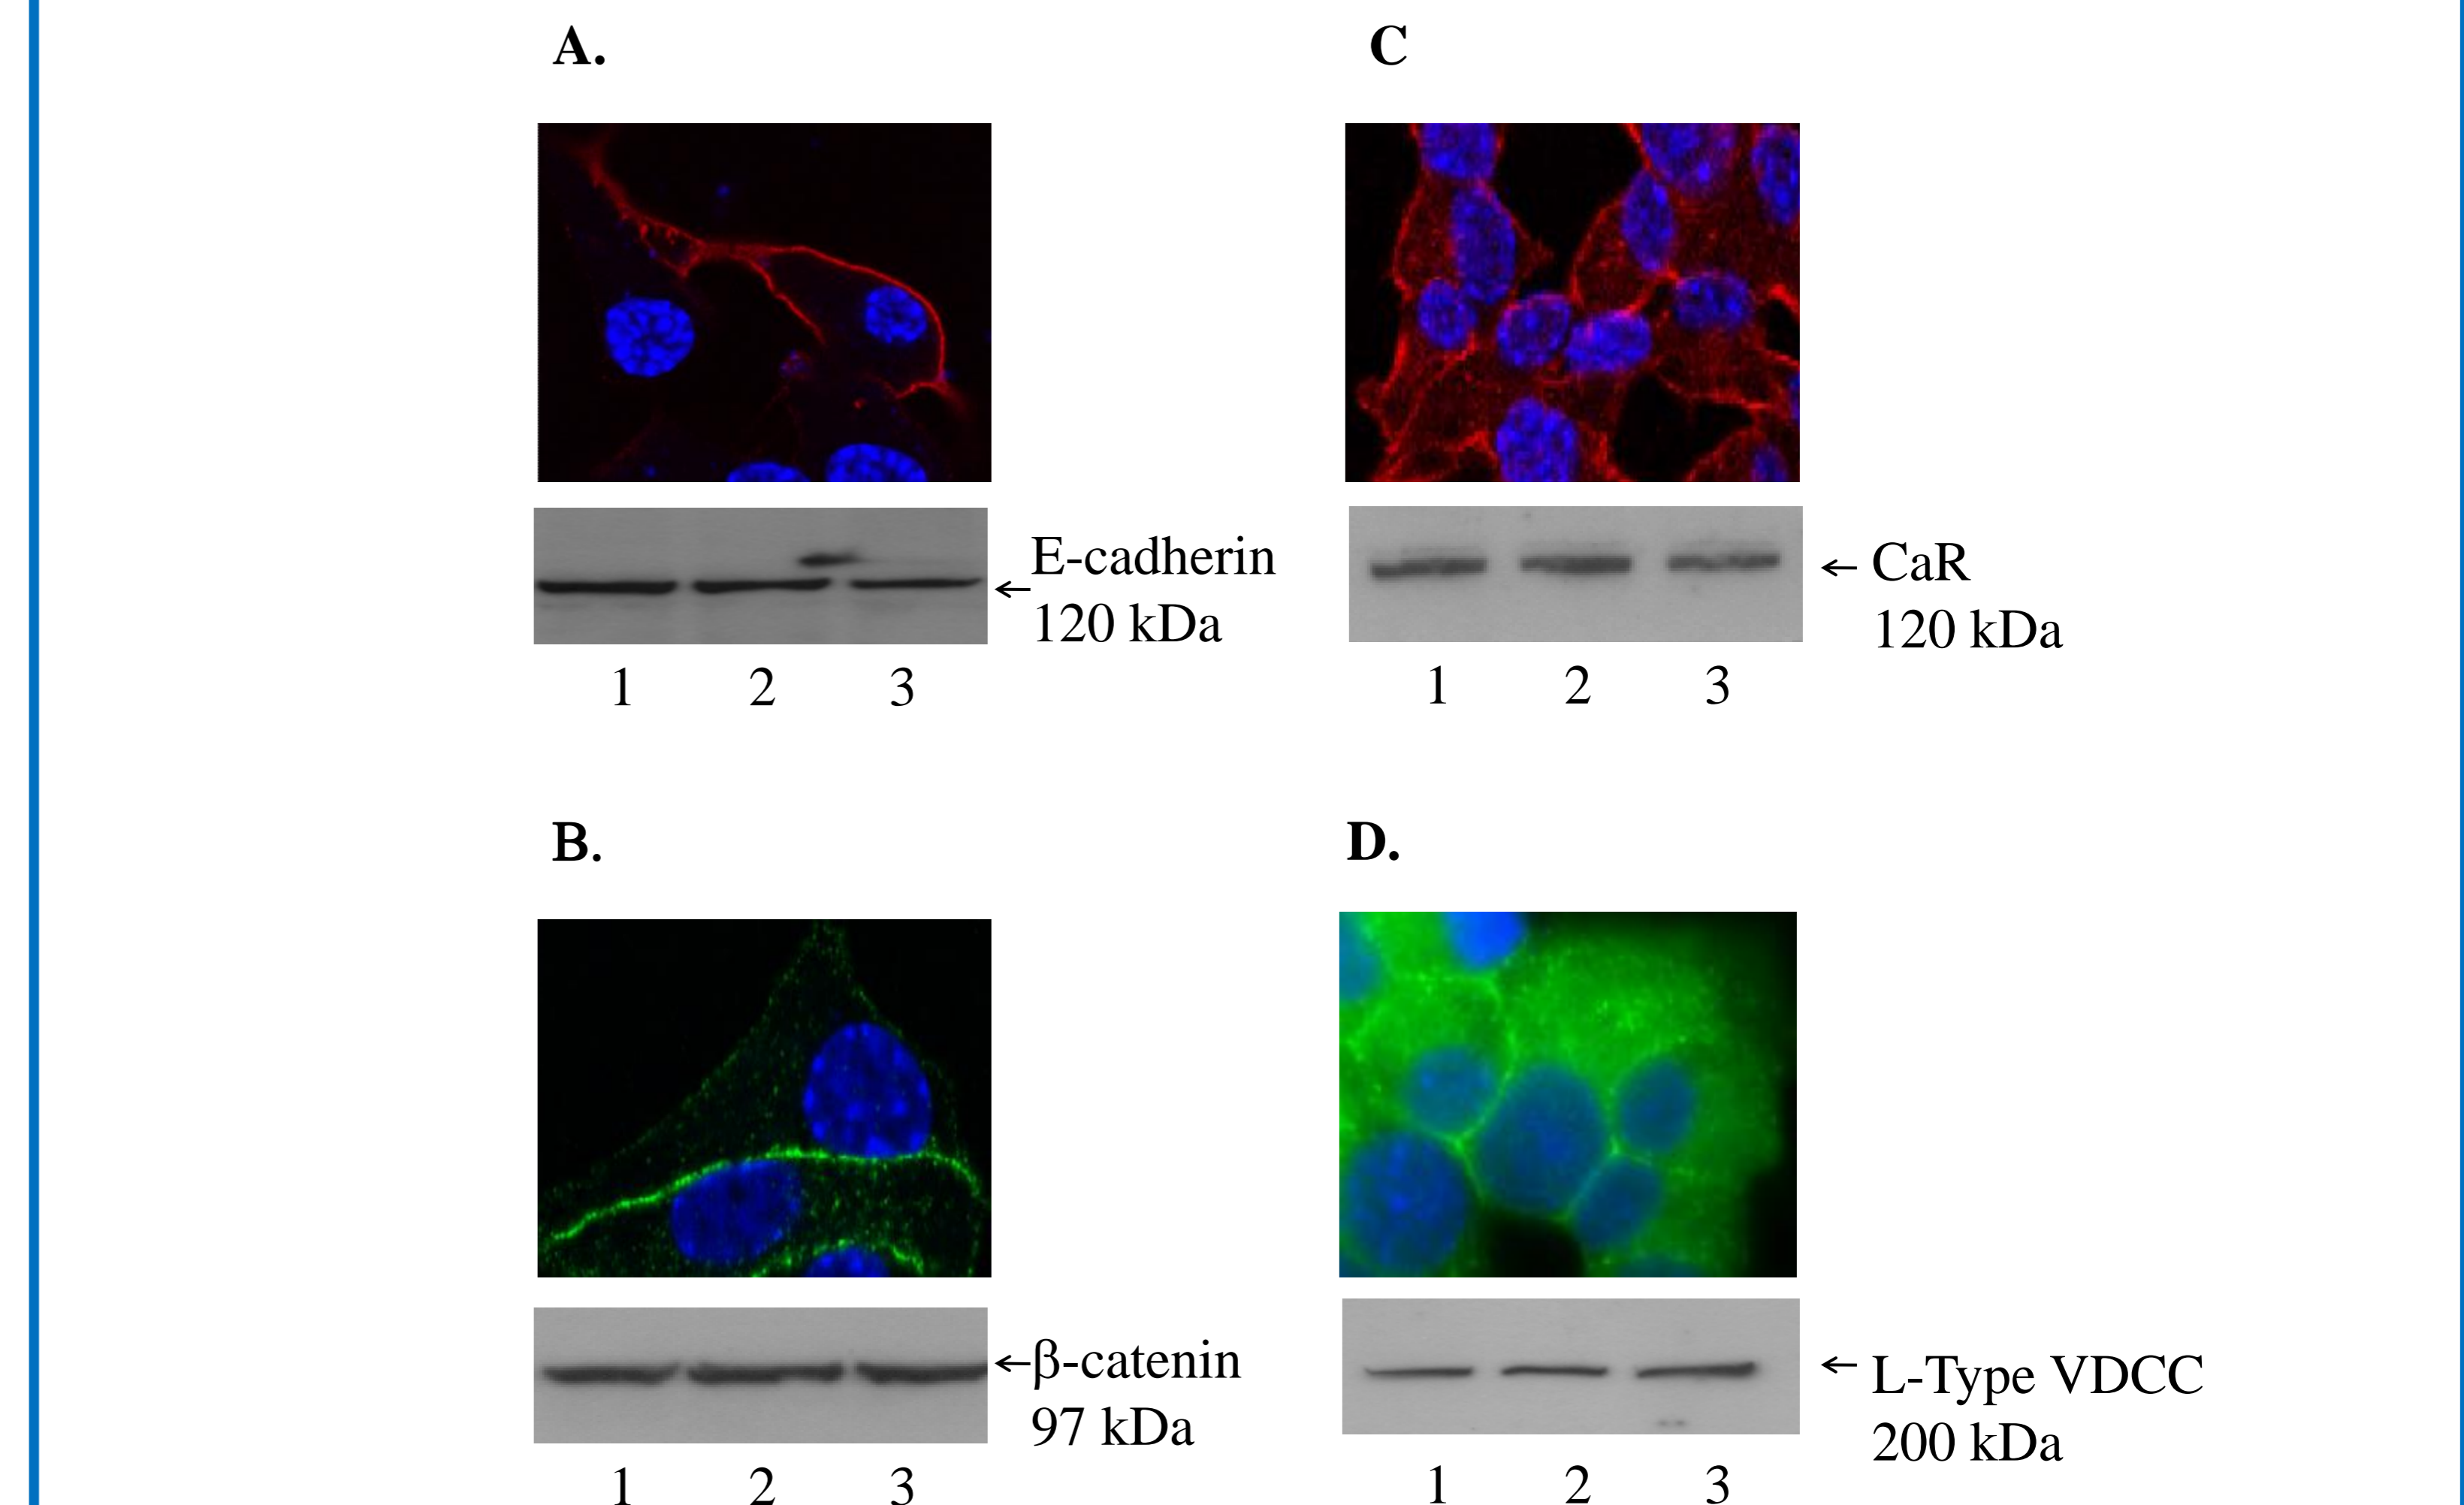 A.
E-cadherin
120 kDa
1 2 3
B.
β-catenin
97 kDa
1 2 3
C
CaR
120 kDa
1 2 3
D.
L-Type VDCC
200 kDa
1 2 3